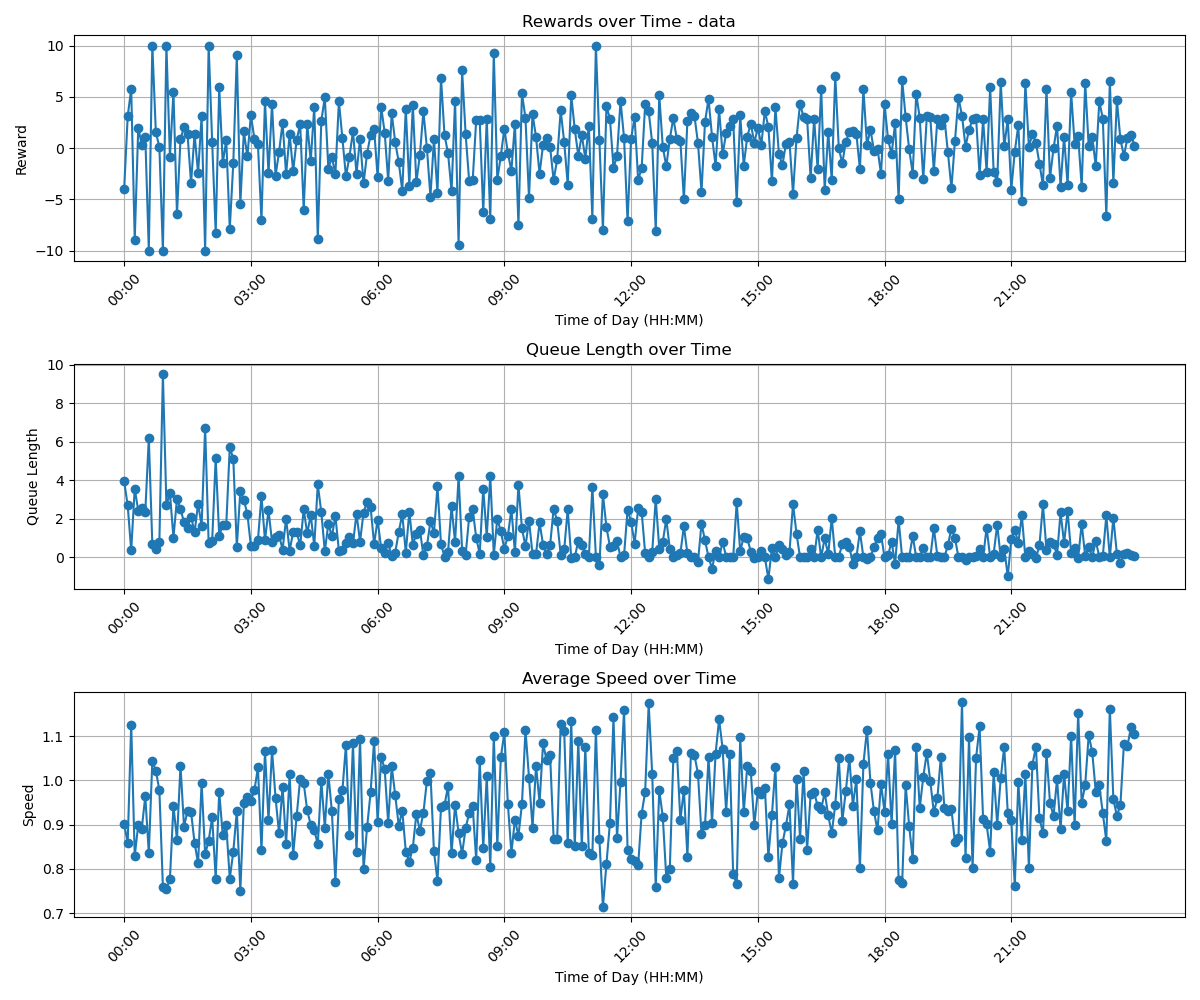 Rewards over Time - data
Reward
10
5
0
−5
−10
00:00 03:00 06:00 09:00 12:00 15:00 18:00 21:00
Time of Day (HH:MM)
Queue Length over Time
Queue Length
10
8
6
4
2
0
00:00 03:00 06:00 09:00 12:00 15:00 18:00 21:00
Time of Day (HH:MM)
Average Speed over Time
Speed
1.1
1.0
0.9
0.8
0.7
00:00 03:00 06:00 09:00 12:00 15:00 18:00 21:00
Time of Day (HH:MM)